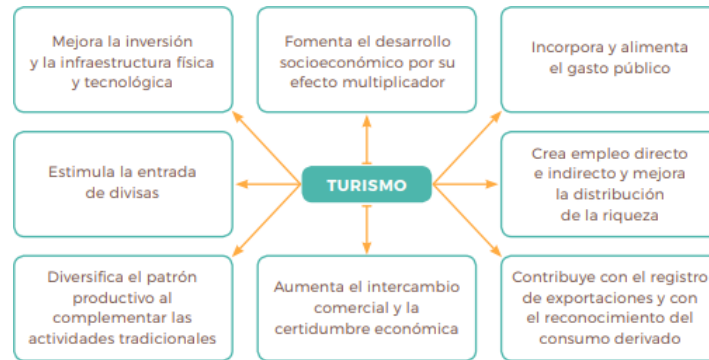 Mejora la inversión
y la infraestructura física
y tecnológica
Fomenta el desarrollo
socioeconómico por su
efecto multiplicador
Incorpora y alimenta
el gasto público
Estimula la entrada
de divisas
TURISMO
Crea empleo directo
e indirecto y mejora
la distribución
de la riqueza
Diversifica el patrón
productivo al
complementar las
actividades tradicionales
Aumenta el intercambio
comercial y la
certidumbre económica
Contribuye con el registro
de exportaciones y con
el reconocimiento del
consumo derivado